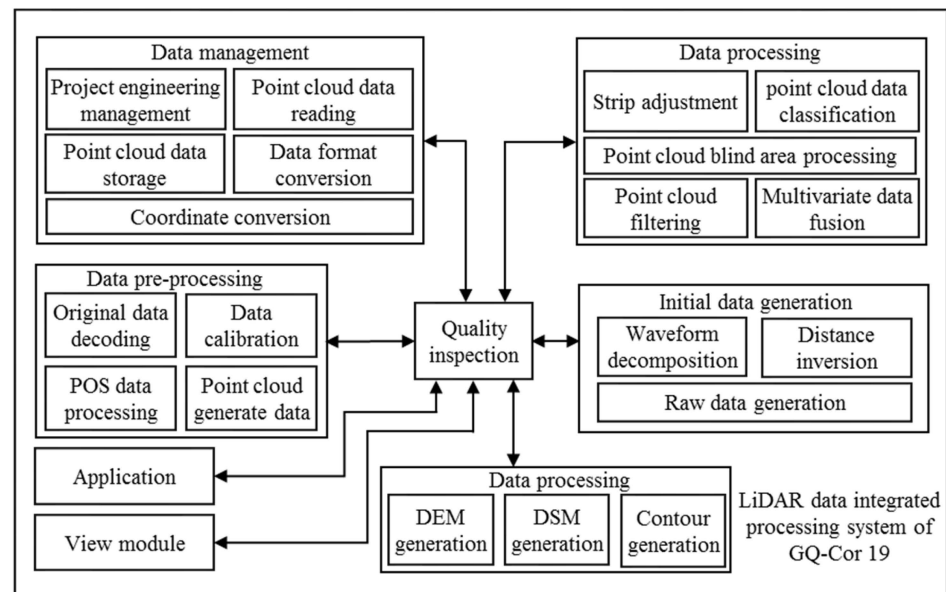 Data management
Project engineering
management
Point cloud data
reading
Point cloud data
storage
Data format
conversion
Coordinate conversion
Data processing
Strip adjustment
point cloud data
classification
Point cloud blind area processing
Point cloud
filtering
Multivariate data
fusion
Data pre-processing
Original data
decoding
Data
calibration
POS data
processing
Point cloud
generate data
Quality
inspection
Initial data generation
Waveform
decomposition
Distance
inversion
Raw data generation
Application
View module
Data processing
DEM
generation
DSM
generation
Contour
generation
LiDAR data integrated
processing system of
GQ-Cor 19